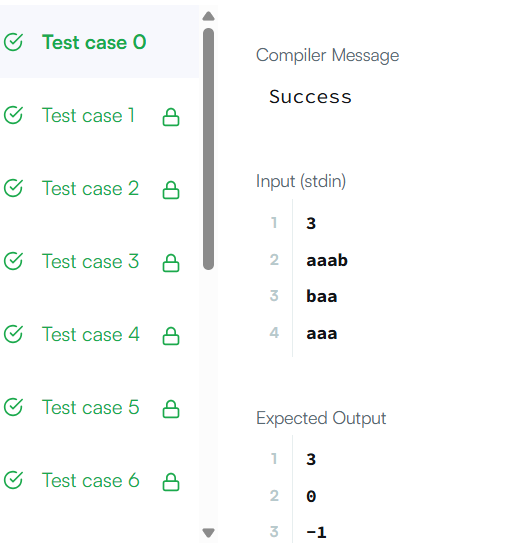 Test case 0
Test case 1
Test case 2
Test case 3
Test case 4
Test case 5
Test case 6
Compiler Message
Success
Input (stdin)
1 3
2 aaab
3 baa
4 aaa
Expected Output
1 3
2 0
3 -1